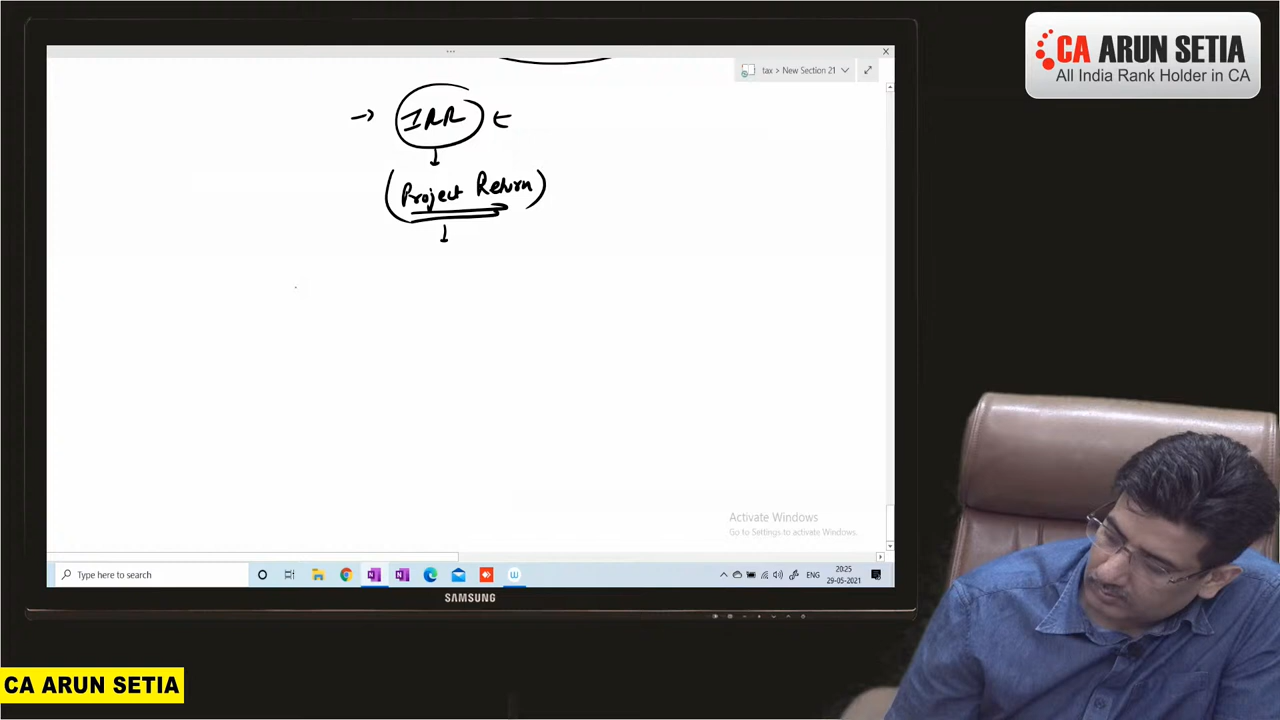 CA ARUN SETIA
All India Rank Holder in CA
tax > New Section 21
IRR
(Project Return)
Activate Windows
Go to Settings to activate Windows.
Type here to search
ENG
20:25
29-05-2021
SAMSUNG
CA ARUN SETIA